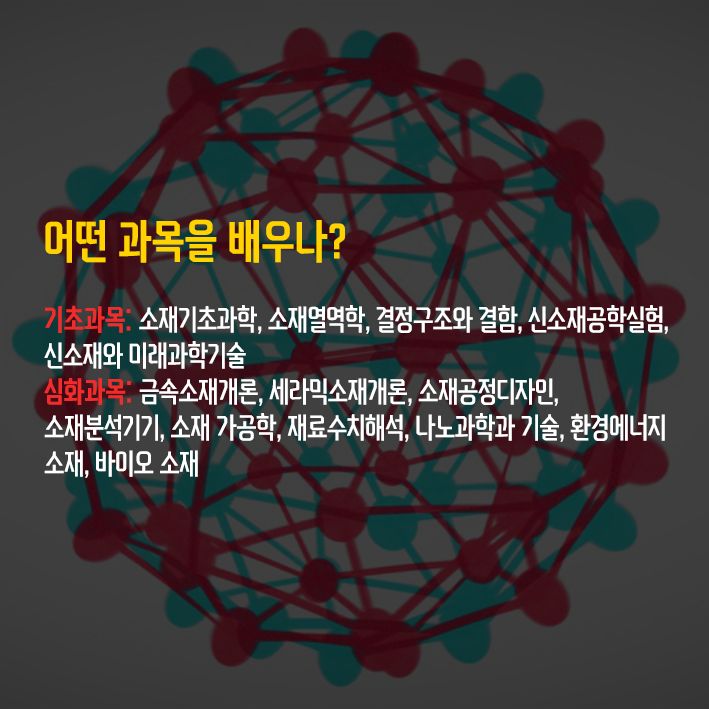 어떤 과목을 배우나?
기초과목: 소재기초과학, 소재열역학, 결정구조와 결함, 신소재공학실험,
신소재와 미래과학기술
심화과목: 금속소재개론, 세라믹소재개론, 소재공정디자인,
소재분석기기, 소재 가공학, 재료수치해석, 나노과학과 기술, 환경에너지
소재, 바이오 소재